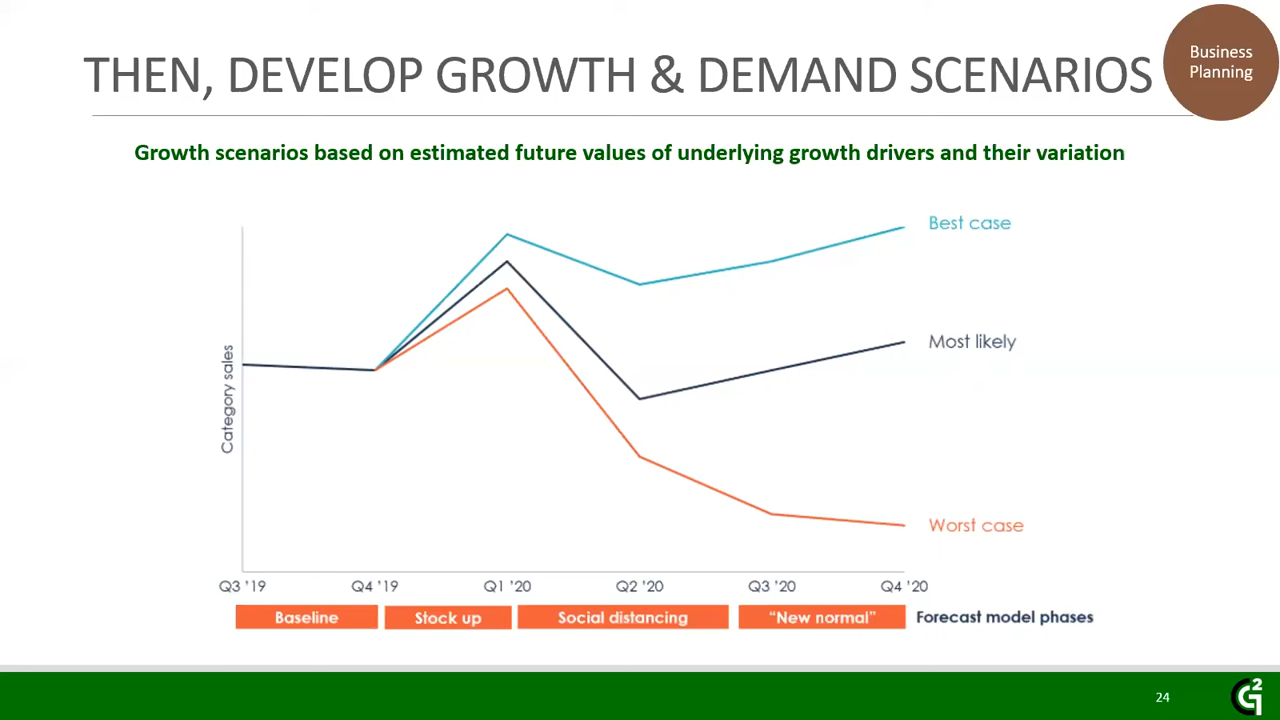 Business
Planning
THEN, DEVELOP GROWTH & DEMAND SCENARIOS
Growth scenarios based on estimated future values of underlying growth drivers and their variation
Best case
Most likely
Worst case
Category sales
Q3 ’19 Q4 ’19 Q1 ’20 Q2 ’20 Q3 ’20 Q4 ’20
Baseline Stock up Social distancing “New normal” Forecast model phases
24
G2